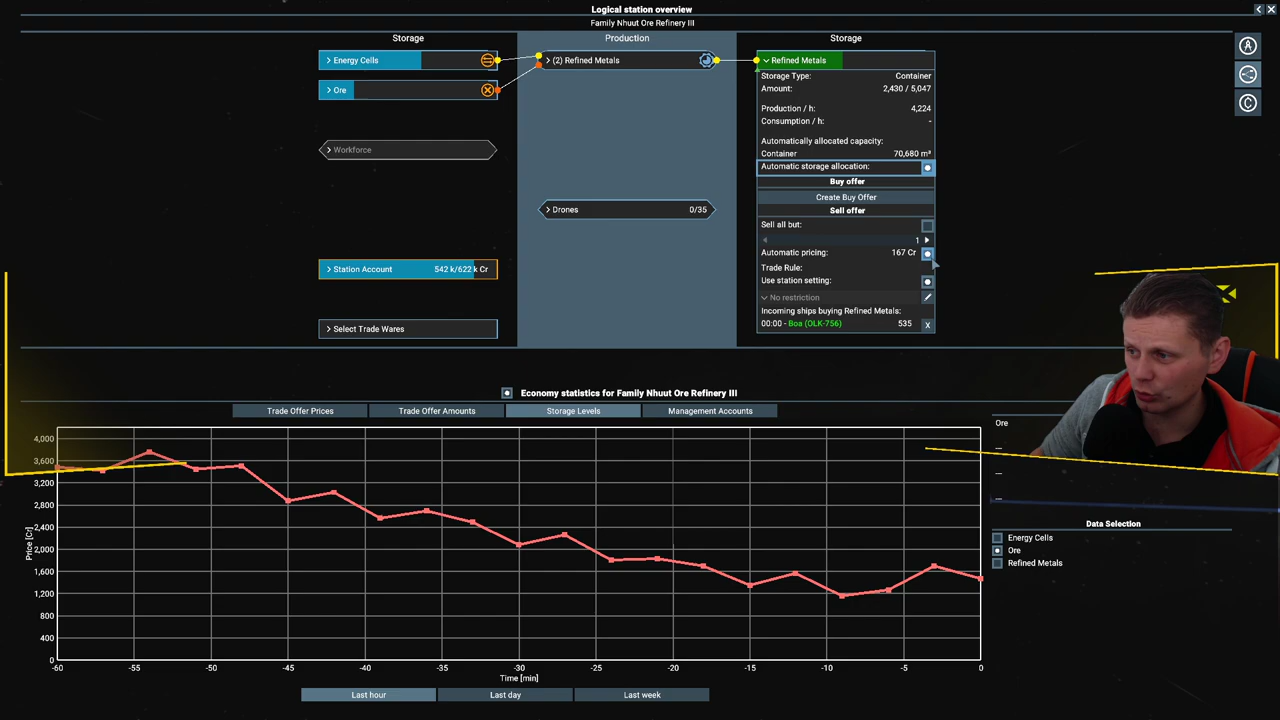 Logical station overview
Family Nhuut Ore Refinery III
Storage
Production
Storage
Energy Cells
(2) Refined Metals
Refined Metals
Storage Type: Container
Amount: 2,430 / 5,047
Ore
Production / h: 4,224
Consumption / h: -
Automatically allocated capacity:
Container 70,680 m³
Workforce
Automatic storage allocation:
Buy offer
Create Buy Offer
Drones 0/35
Sell offer
Sell all but:
1
Automatic pricing: 167 Cr
Station Account 542 k/622 k Cr
Trade Rule:
Use station setting:
No restriction
Incoming ships buying Refined Metals:
00:00 - Boa (OLK-756) 535 X
Select Trade Wares
Economy statistics for Family Nhuut Ore Refinery III
Trade Offer Prices Trade Offer Amounts Storage Levels Management Accounts
Ore
4,000
3,600
3,200
2,800
2,400
2,000
1,600
1,200
800
400
0
Price [Cr]
-60 -55 -50 -45 -40 -35 -30 -25 -20 -15 -10 -5 0
Time [min]
Last hour Last day Last week
Data Selection
Energy Cells
Ore
Refined Metals